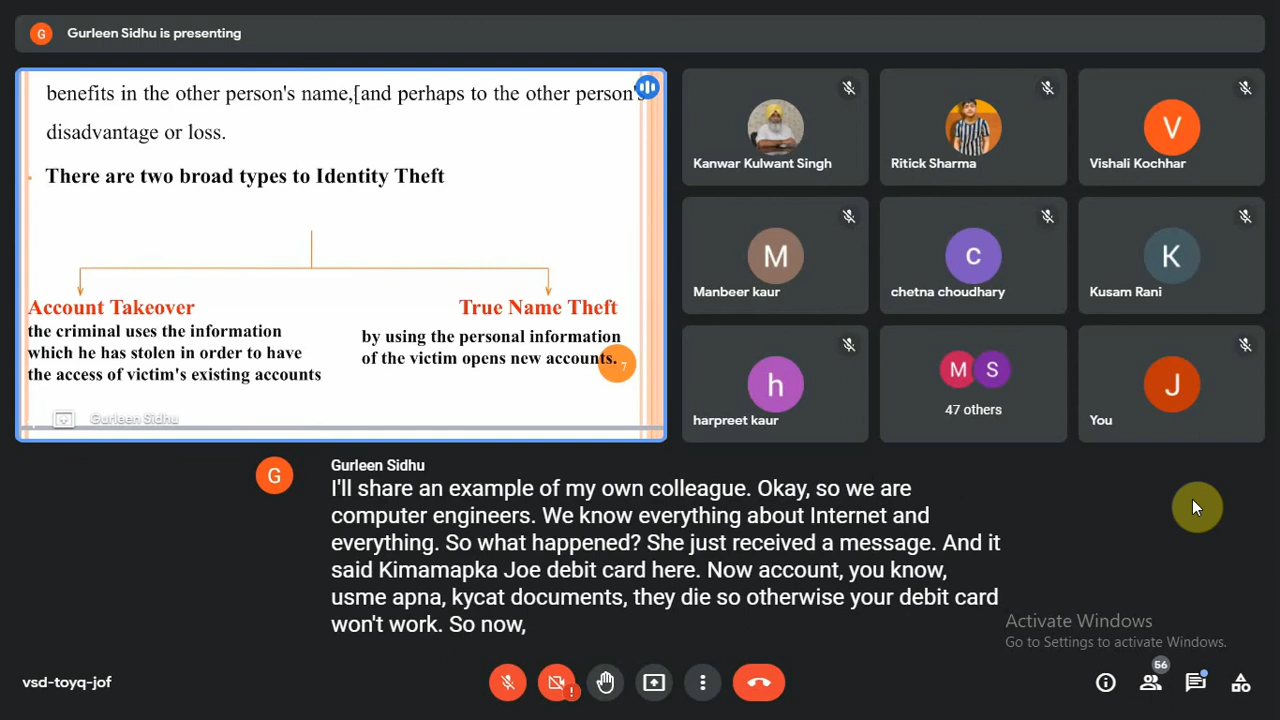 G
Gurleen Sidhu is presenting
benefits in the other person's name,[and perhaps to the other person's
disadvantage or loss.
There are two broad types to Identity Theft
Account Takeover
the criminal uses the information
which he has stolen in order to have
the access of victim's existing accounts
True Name Theft
by using the personal information
of the victim opens new accounts.
7
Gurleen Sidhu
Kanwar Kulwant Singh
Ritick Sharma
V
Vishali Kochhar
M
Manbeer kaur
c
chetna choudhary
K
Kusam Rani
h
harpreet kaur
M S
47 others
J
You
G
Gurleen Sidhu
I'll share an example of my own colleague. Okay, so we are
computer engineers. We know everything about Internet and
everything. So what happened? She just received a message. And it
said Kimamapka Joe debit card here. Now account, you know,
usme apna, kycat documents, they die so otherwise your debit card
won't work. So now,
Activate Windows
Go to Settings to activate Windows.
vsd-toyq-jof
!
56